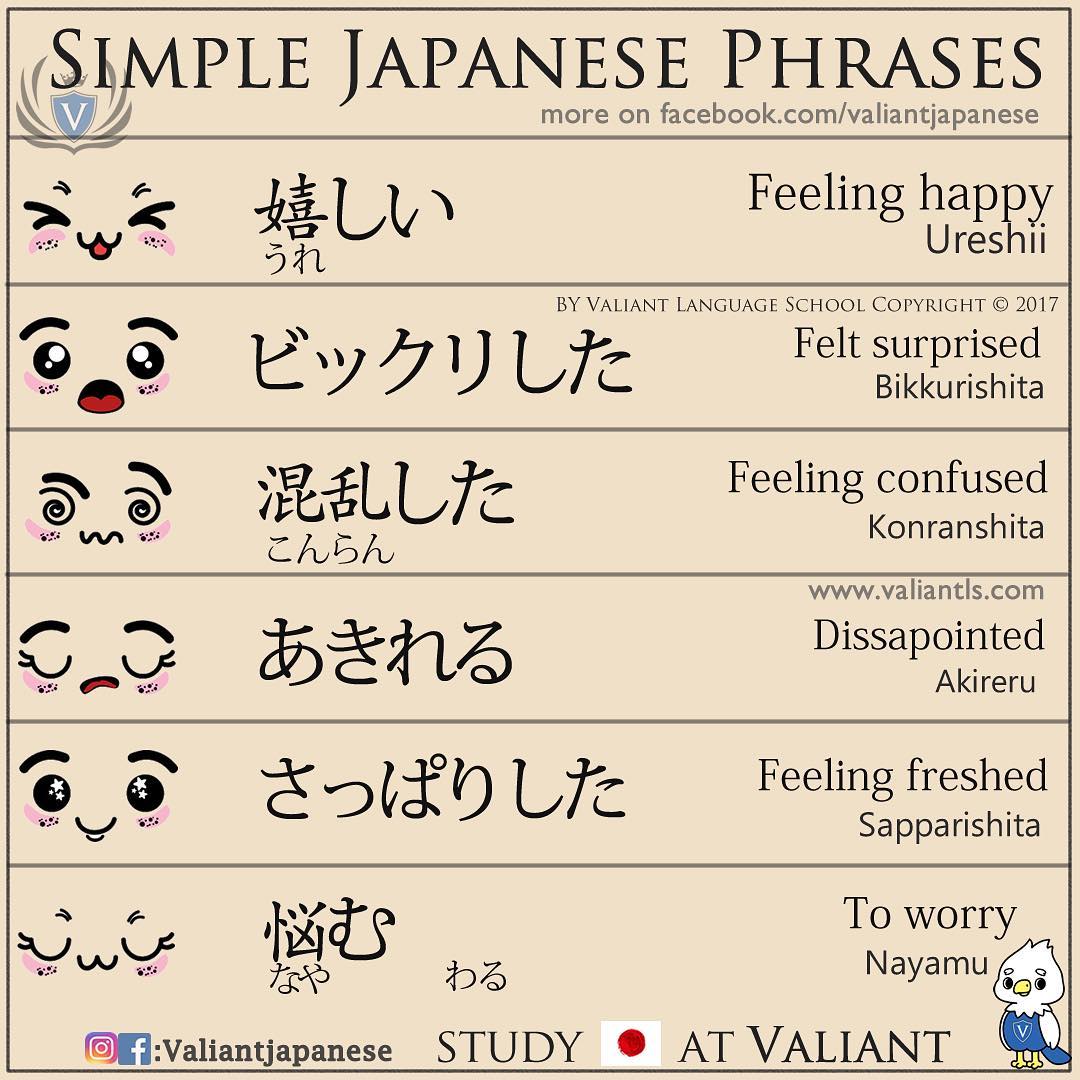 SIMPLE JAPANESE PHRASES
more on facebook.com/valiantjapanese
V
嬉しい
うれ
Feeling happy
Ureshii
BY VALIANT LANGUAGE SCHOOL COPYRIGHT © 2017
ビックリした
Felt surprised
Bikkurishita
混乱した
こんらん
Feeling confused
Konranshita
www.valiantls.com
あきれる
Dissapointed
Akireru
さっぱりした
Feeling freshed
Sapparishita
悩む
なや わる
To worry
Nayamu
V
:Valiantjapanese
STUDY AT VALIANT